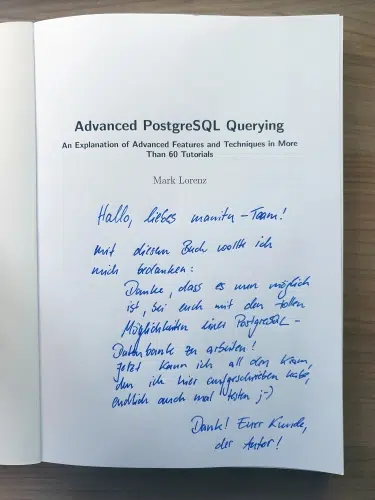 Advanced PostgreSQL Querying
An Explanation of Advanced Features and Techniques in More
Than 60 Tutorials
Mark Lorenz
Hallo, liebes manitu-Team!
mit diesem Buch wollte ich
mich bedanken:
Danke, dass es nun möglich
ist, bei euch mit den tollen
Möglichkeiten einer PostgreSQL-
Datenbank zu arbeiten!
Jetzt kann ich all den Kram,
den ich hier aufgeschrieben habe,
endlich auch mal testen ;-)
Dank! Euer Kunde,
der Autor!